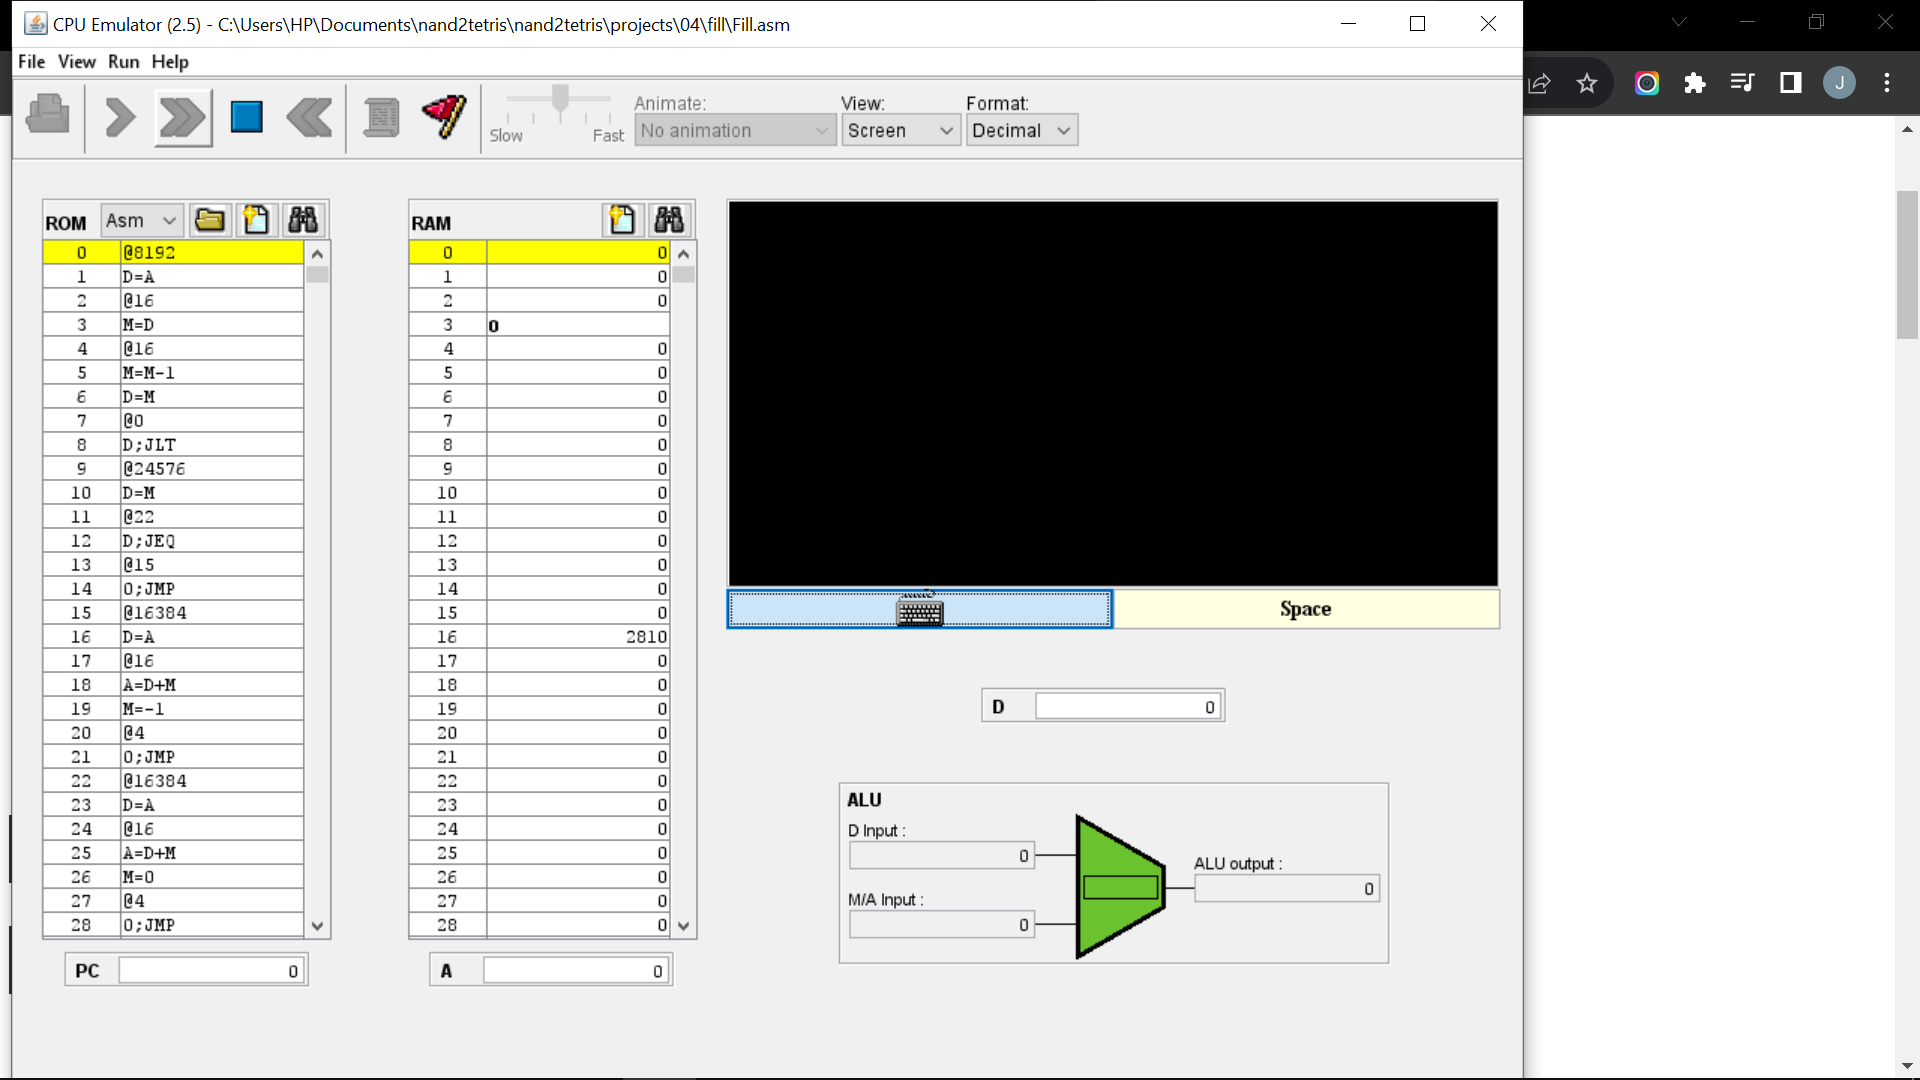 CPU Emulator (2.5) - C:\Users\HP\Documents\nand2tetris\nand2tetris\projects\04\fill\Fill.asm
File View Run Help
Slow Fast
Animate:
No animation
View:
Screen
Format:
Decimal
J
ROM Asm
0 @8192
1 D=A
2 @16
3 M=D
4 @16
5 M=M-1
6 D=M
7 @0
8 D;JLT
9 @24576
10 D=M
11 @22
12 D;JEQ
13 @15
14 0;JMP
15 @16384
16 D=A
17 @16
18 A=D+M
19 M=-1
20 @4
21 0;JMP
22 @16384
23 D=A
24 @16
25 A=D+M
26 M=0
27 @4
28 0;JMP
PC 0
RAM
0 0
1 0
2 0
3 0
4 0
5 0
6 0
7 0
8 0
9 0
10 0
11 0
12 0
13 0
14 0
15 0
16 2810
17 0
18 0
19 0
20 0
21 0
22 0
23 0
24 0
25 0
26 0
27 0
28 0
A 0
Space
D 0
ALU
D Input :
0
M/A Input :
0
ALU output :
0